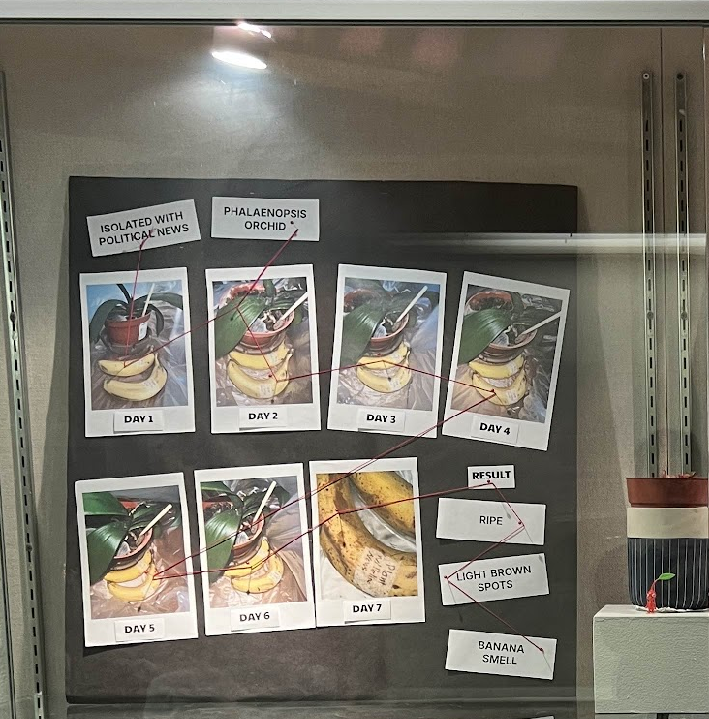 ISOLATED WITH
POLITICAL NEWS
PHALAENOPSIS
ORCHID
DAY 1
DAY 2
DAY 3
DAY 4
DAY 5
DAY 6
DAY 7
RESULT
RIPE
LIGHT BROWN
SPOTS
BANANA
SMELL